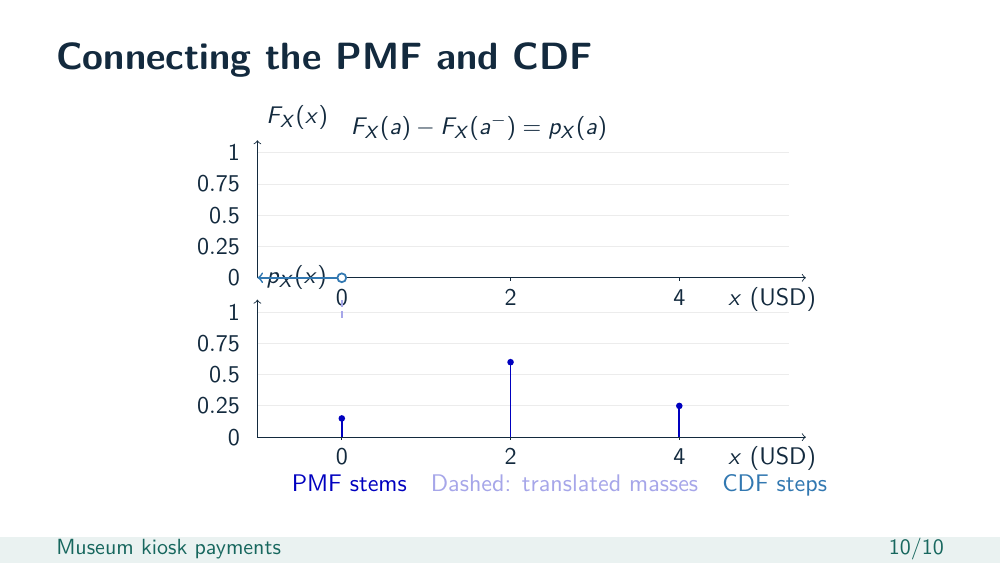 Connecting the PMF and CDF
F_X(x)
F_X(a) − F_X(a⁻) = p_X(a)
1
0.75
0.5
0.25
0
0 2 4 x (USD)
p_X(x)
1
0.75
0.5
0.25
0
0 2 4 x (USD)
PMF stems Dashed: translated masses CDF steps
Museum kiosk payments 10/10